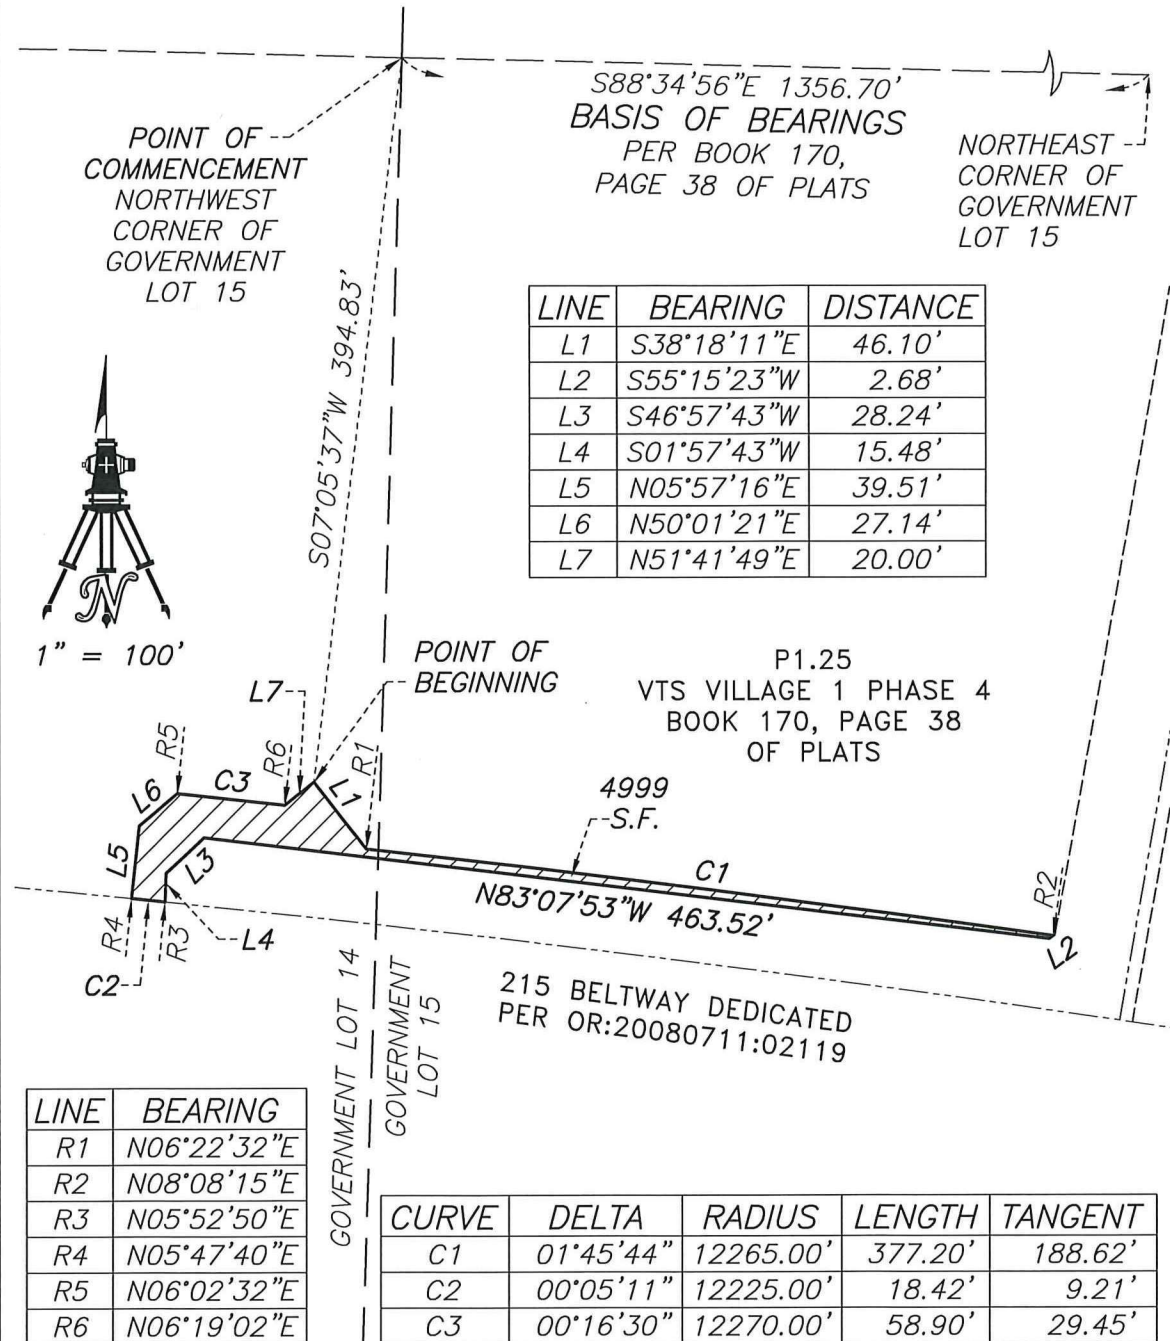 S88°34'56"E 1356.70'
BASIS OF BEARINGS
PER BOOK 170,
PAGE 38 OF PLATS
POINT OF
COMMENCEMENT
NORTHWEST
CORNER OF
GOVERNMENT
LOT 15
NORTHEAST
CORNER OF
GOVERNMENT
LOT 15
S07°05'37"W 394.83'
LINE BEARING DISTANCE
L1 S38°18'11"E 46.10'
L2 S55°15'23"W 2.68'
L3 S46°57'43"W 28.24'
L4 S01°57'43"W 15.48'
L5 N05°57'16"E 39.51'
L6 N50°01'21"E 27.14'
L7 N51°41'49"E 20.00'
N
1" = 100'
POINT OF
BEGINNING
P1.25
VTS VILLAGE 1 PHASE 4
BOOK 170, PAGE 38
OF PLATS
L7
R5
R6
R1
C3
L6
L1
4999
S.F.
L5
L3
C1
R2
N83°07'53"W 463.52'
L2
R4
R3
L4
C2
215 BELTWAY DEDICATED
PER OR:20080711:02119
GOVERNMENT LOT 14
GOVERNMENT
LOT 15
LINE BEARING
R1 N06°22'32"E
R2 N08°08'15"E
R3 N05°52'50"E
R4 N05°47'40"E
R5 N06°02'32"E
R6 N06°19'02"E
CURVE DELTA RADIUS LENGTH TANGENT
C1 01°45'44" 12265.00' 377.20' 188.62'
C2 00°05'11" 12225.00' 18.42' 9.21'
C3 00°16'30" 12270.00' 58.90' 29.45'